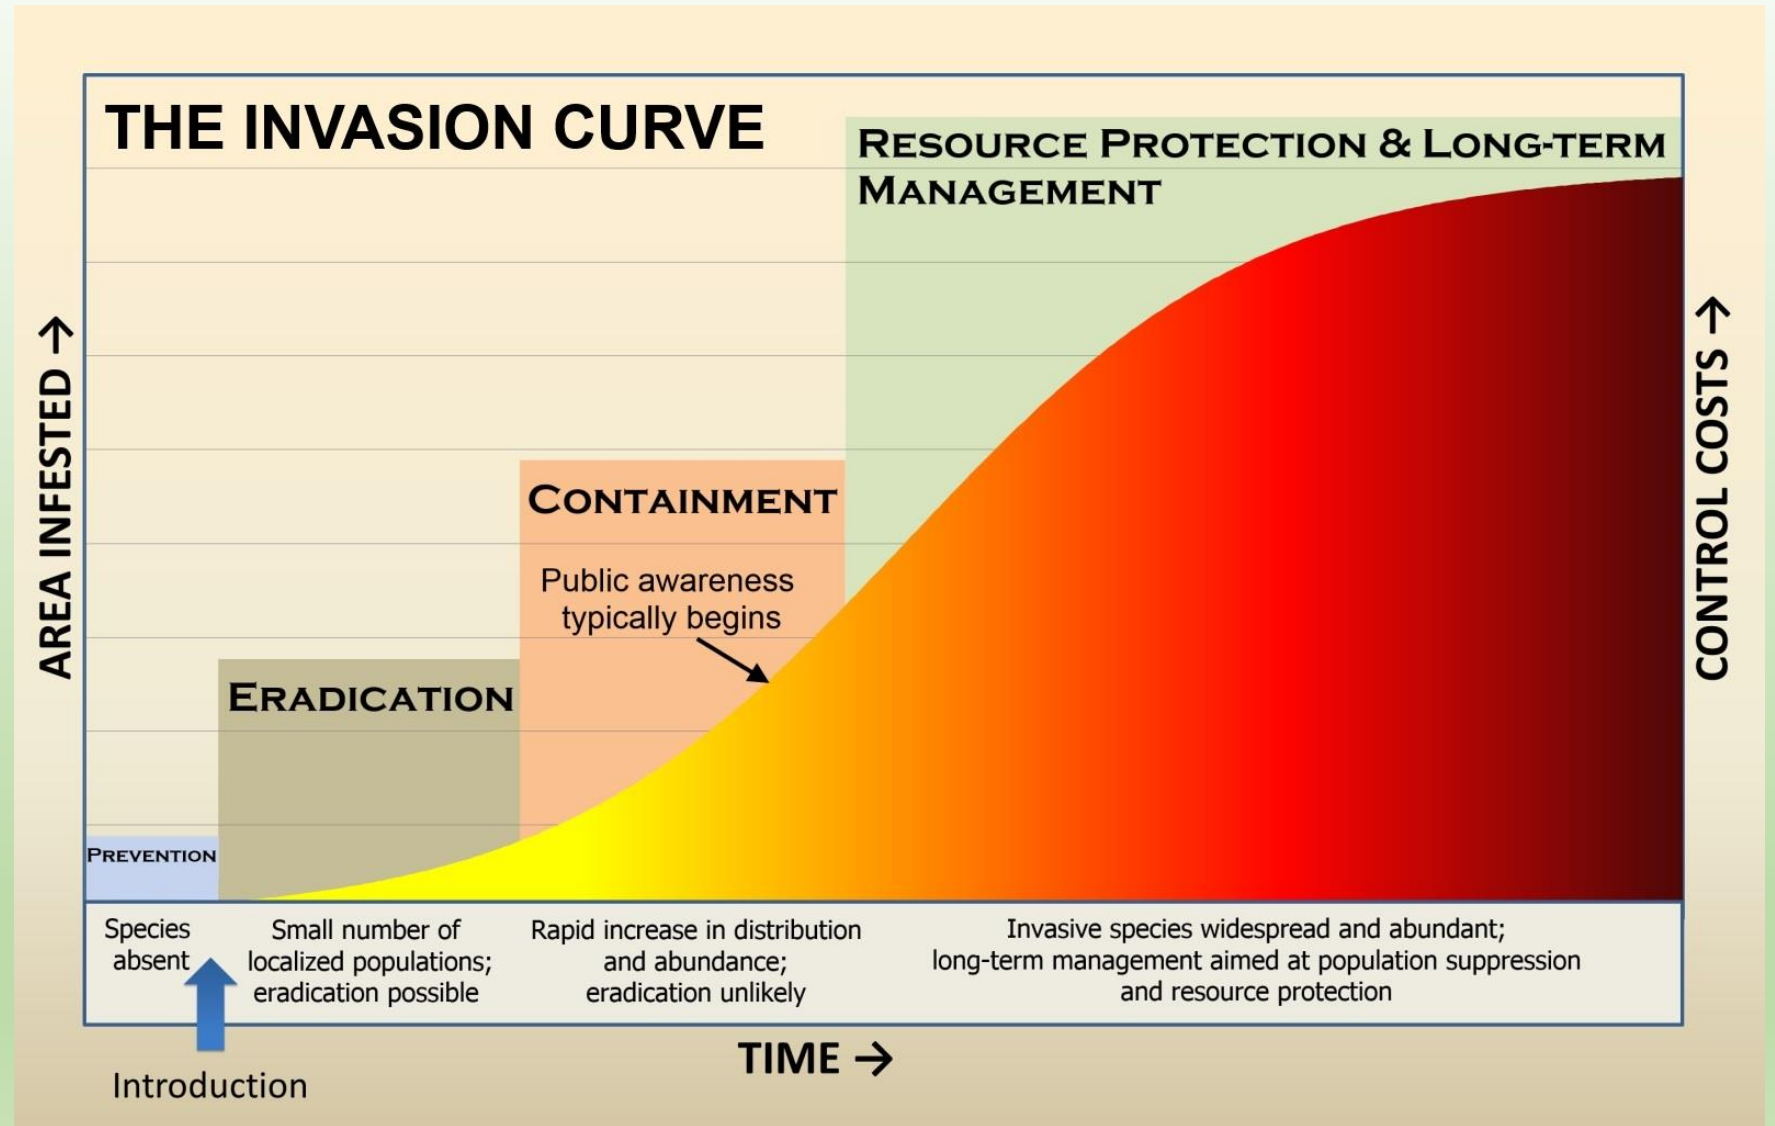 THE INVASION CURVE
RESOURCE PROTECTION & LONG-TERM
MANAGEMENT
CONTAINMENT
Public awareness
typically begins
ERADICATION
PREVENTION
AREA INFESTED →
CONTROL COSTS →
Species
absent
Small number of
localized populations;
eradication possible
Rapid increase in distribution
and abundance;
eradication unlikely
Invasive species widespread and abundant;
long-term management aimed at population suppression
and resource protection
TIME →
Introduction